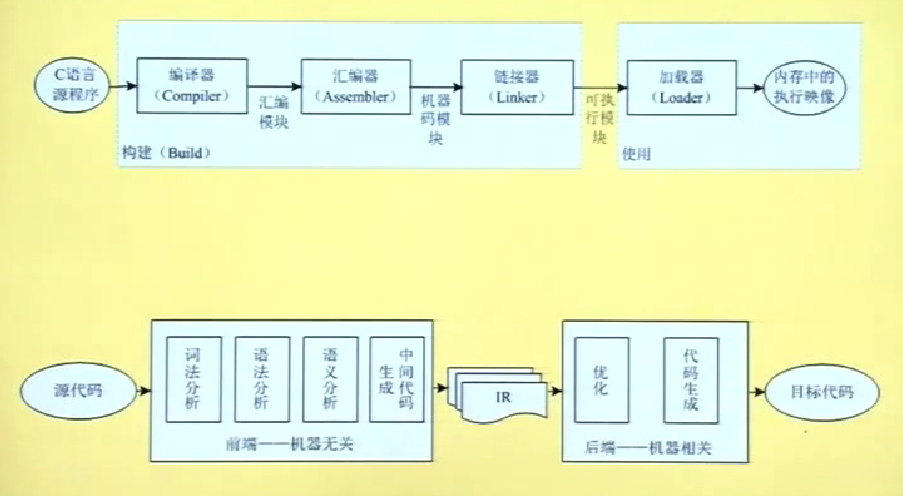 C语言
源程序
编译器
（Compiler）
汇编
模块
汇编器
（Assembler）
机器
码模
块
链接器
（Linker）
可执
行模
块
加载器
（Loader）
内存中的
执行映像
构建（Build）
使用
源代码
词法分析
语法分析
语义分析
中间代码
生成
前端——机器无关
IR
优化
代码生成
后端——机器相关
目标代码